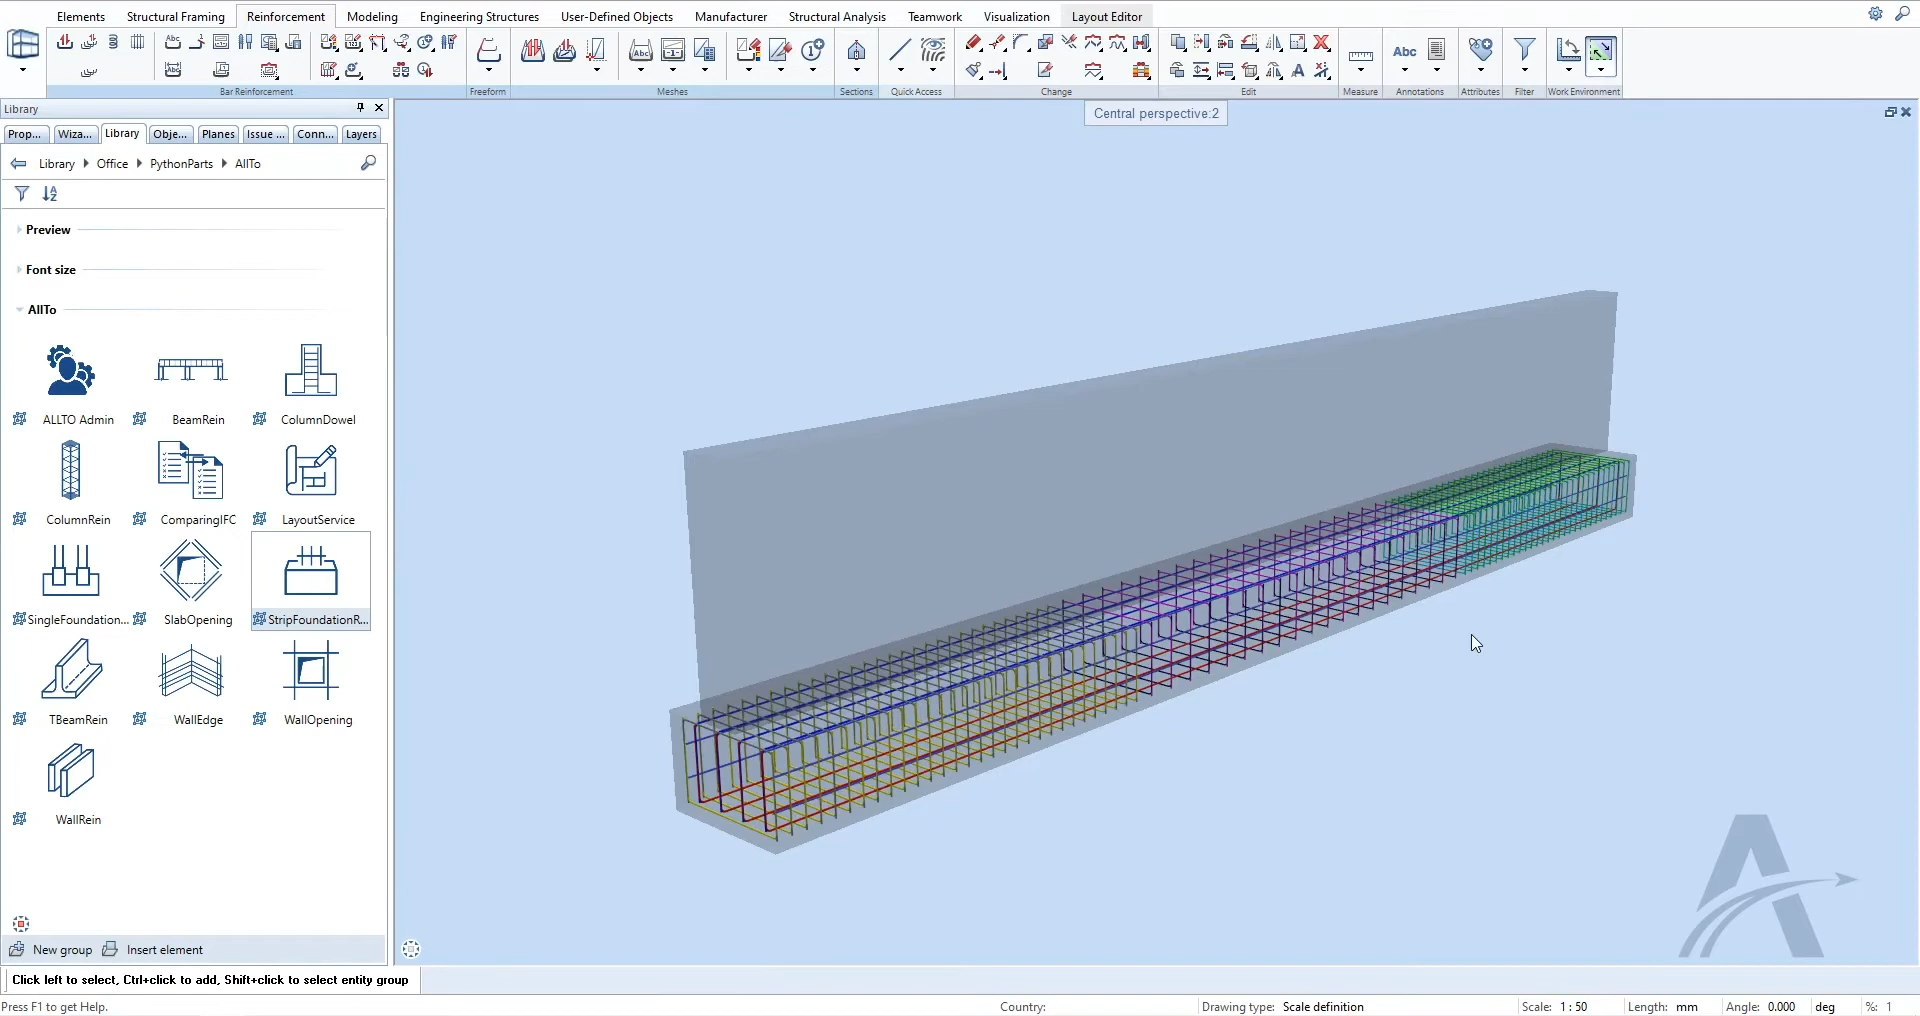 Elements Structural Framing Reinforcement Modeling Engineering Structures User-Defined Objects Manufacturer Structural Analysis Teamwork Visualization Layout Editor
Bar Reinforcement Freeform Meshes Sections Quick Access Change Edit Measure Annotations Attributes Filter Work Environment
Abc
Library
Prop... Wiza... Library Obje... Planes Issue ... Conn... Layers
Library Office PythonParts AllTo
Preview
Font size
AllTo
ALLTO Admin BeamRein ColumnDowel
ColumnRein ComparingIFC LayoutService
SingleFoundation... SlabOpening StripFoundationR...
TBeamRein WallEdge WallOpening
WallRein
New group Insert element
Central perspective:2
Click left to select, Ctrl+click to add, Shift+click to select entity group
Press F1 to get Help. Country: Drawing type: Scale definition Scale: 1 : 50 Length: mm Angle: 0.000 deg %: 1